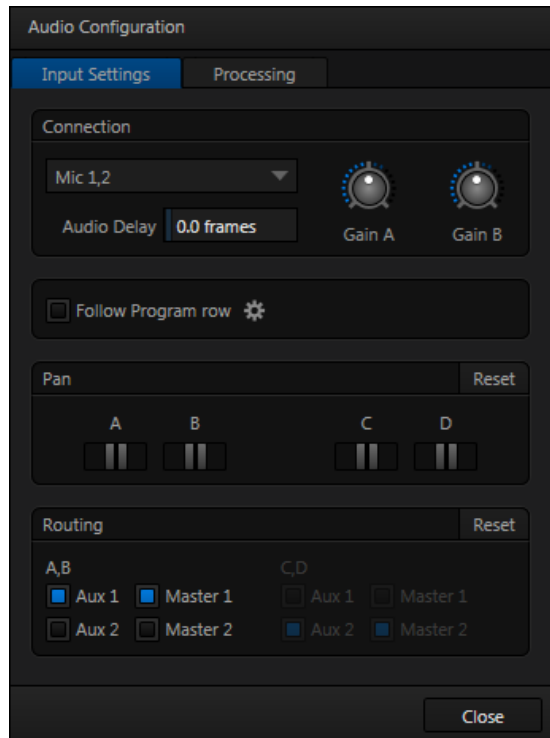 Audio Configuration
Input Settings Processing
Connection
Mic 1,2
Audio Delay 0.0 frames Gain A Gain B
Follow Program row
Pan Reset
A B C D
Routing Reset
A,B C,D
Aux 1 Master 1 Aux 1 Master 1
Aux 2 Master 2 Aux 2 Master 2
Close